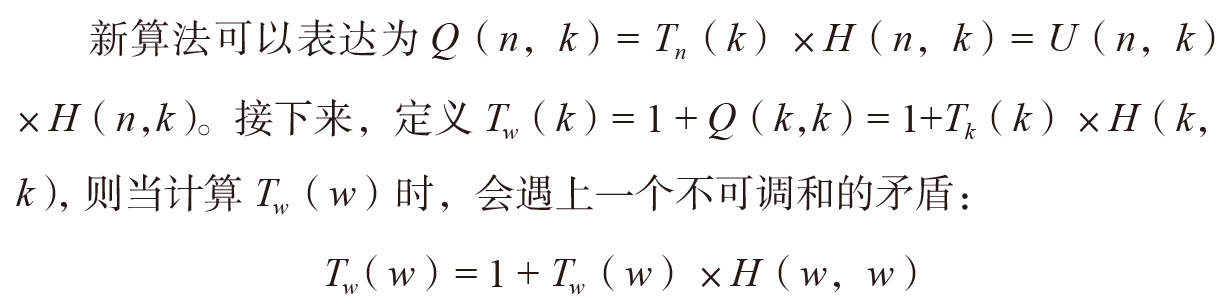 新算法可以表达为 Q（n，k）= Tₙ（k）×H（n，k）= U（n，k）
×H（n,k）。接下来，定义 T_w（k）= 1 + Q（k,k）= 1+T_k（k）×H（k,
k），则当计算 T_w（w）时，会遇上一个不可调和的矛盾：
T_w（w）= 1 + T_w（w）×H（w，w）